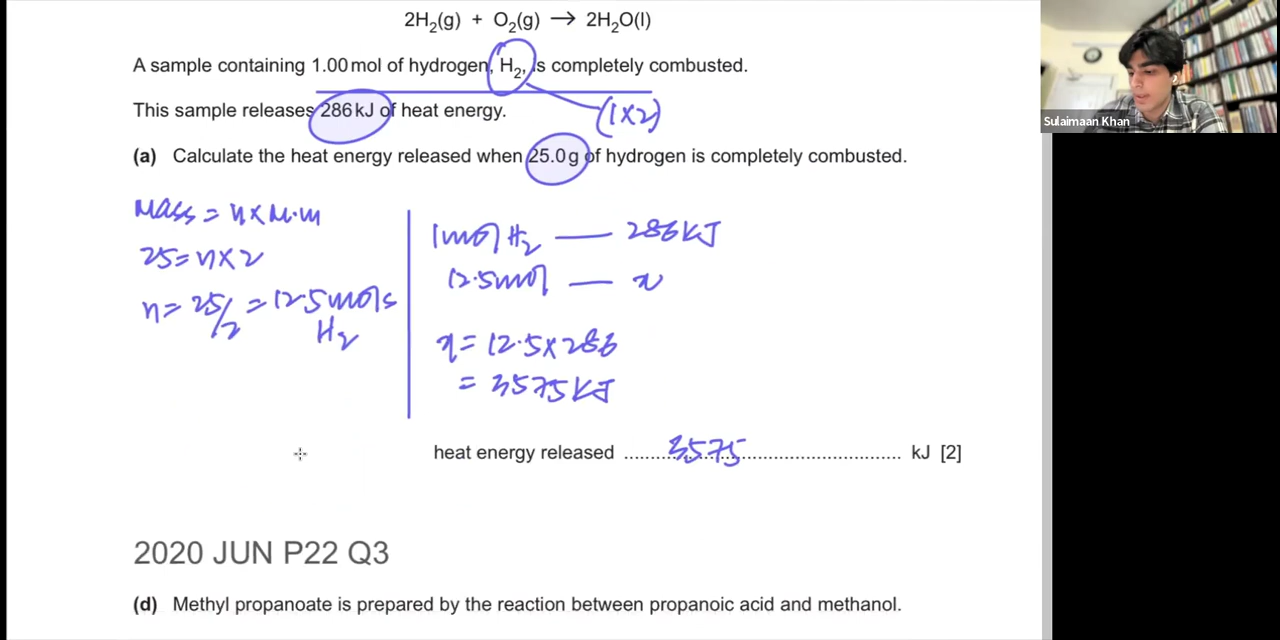 2H₂(g) + O₂(g) → 2H₂O(l)
A sample containing 1.00 mol of hydrogen, H₂, is completely combusted.
This sample releases 286 kJ of heat energy.
(1×2)
Sulaimaan Khan
(a) Calculate the heat energy released when 25.0 g of hydrogen is completely combusted.
Mass = n × M.m
25 = n × 2
n = 25/2 = 12.5 mols
H₂
1mol H₂ — 286 kJ
12.5mol — x
x = 12.5 × 286
= 3575 kJ
heat energy released ..... 3575 ..... kJ [2]
2020 JUN P22 Q3
(d) Methyl propanoate is prepared by the reaction between propanoic acid and methanol.